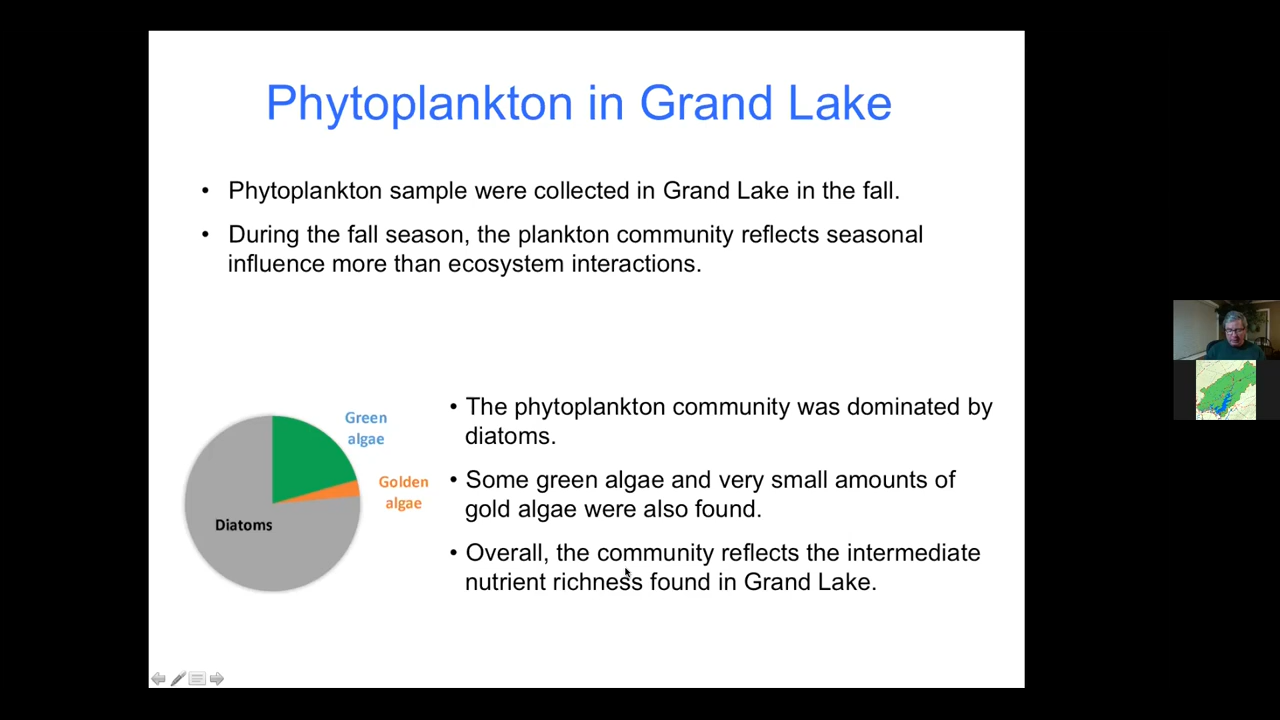 Phytoplankton in Grand Lake
• Phytoplankton sample were collected in Grand Lake in the fall.
• During the fall season, the plankton community reflects seasonal
influence more than ecosystem interactions.
Green
algae
Golden
algae
Diatoms
• The phytoplankton community was dominated by
diatoms.
• Some green algae and very small amounts of
gold algae were also found.
• Overall, the community reflects the intermediate
nutrient richness found in Grand Lake.